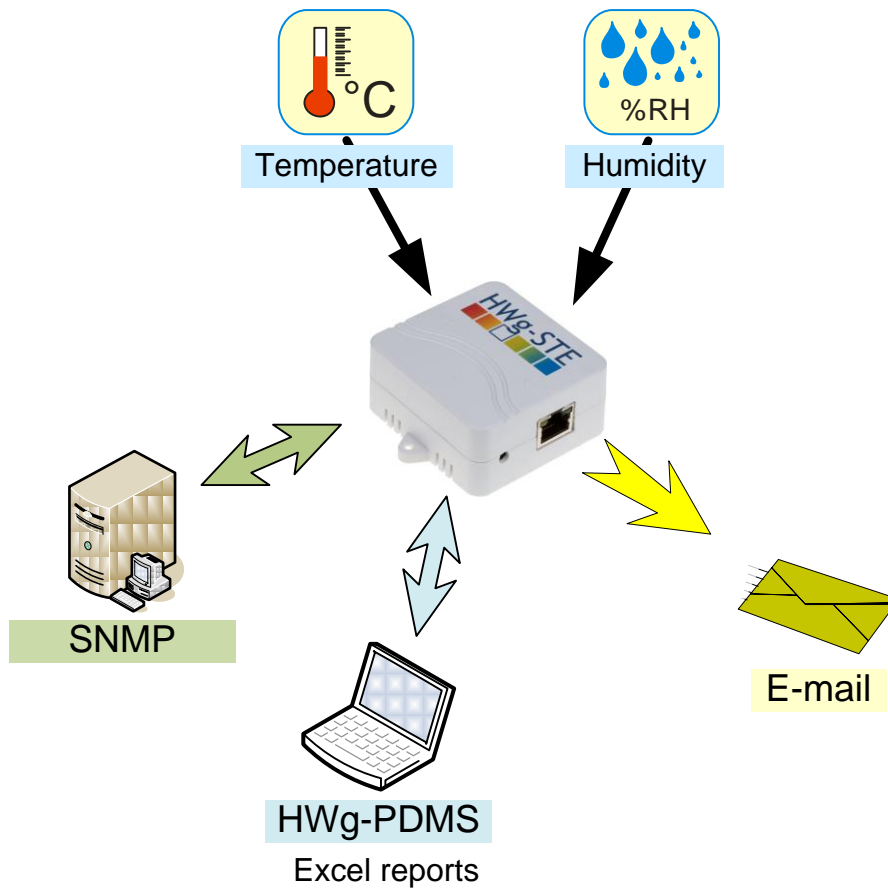 °C
%RH
Temperature
Humidity
HWg-STE
SNMP
E-mail
HWg-PDMS
Excel reports